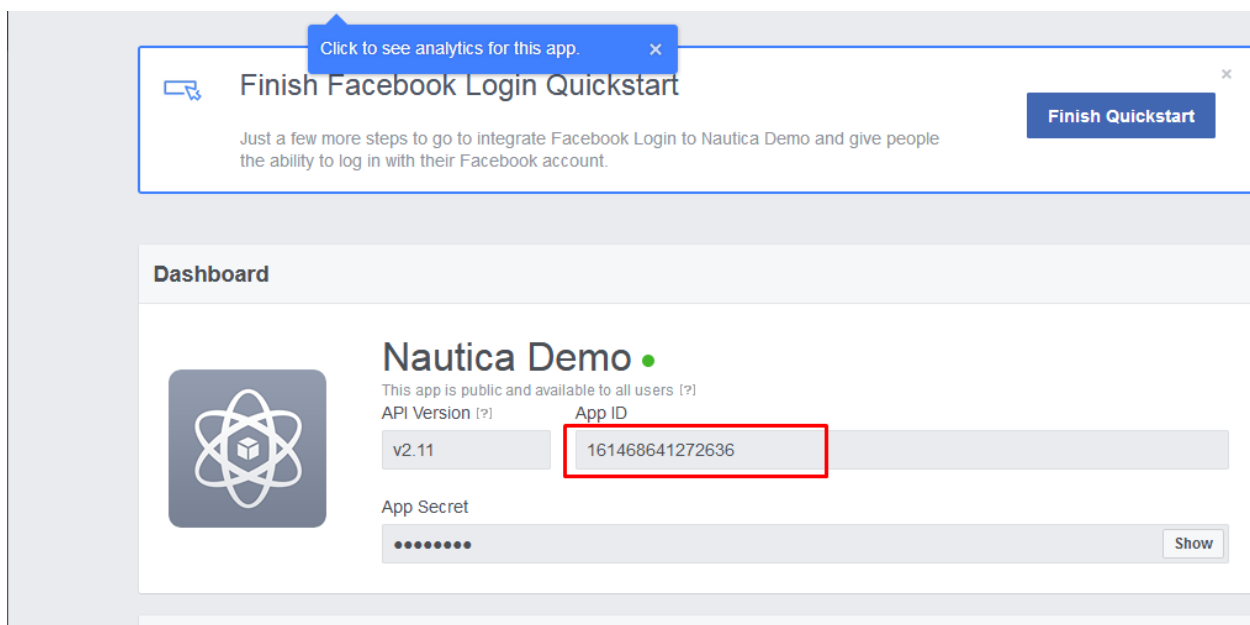 Click to see analytics for this app. ×
Finish Facebook Login Quickstart
×
Finish Quickstart
Just a few more steps to go to integrate Facebook Login to Nautica Demo and give people
the ability to log in with their Facebook account.
Dashboard
Nautica Demo
This app is public and available to all users [?]
API Version [?] App ID
v2.11 161468641272636
App Secret
●●●●●●●● Show